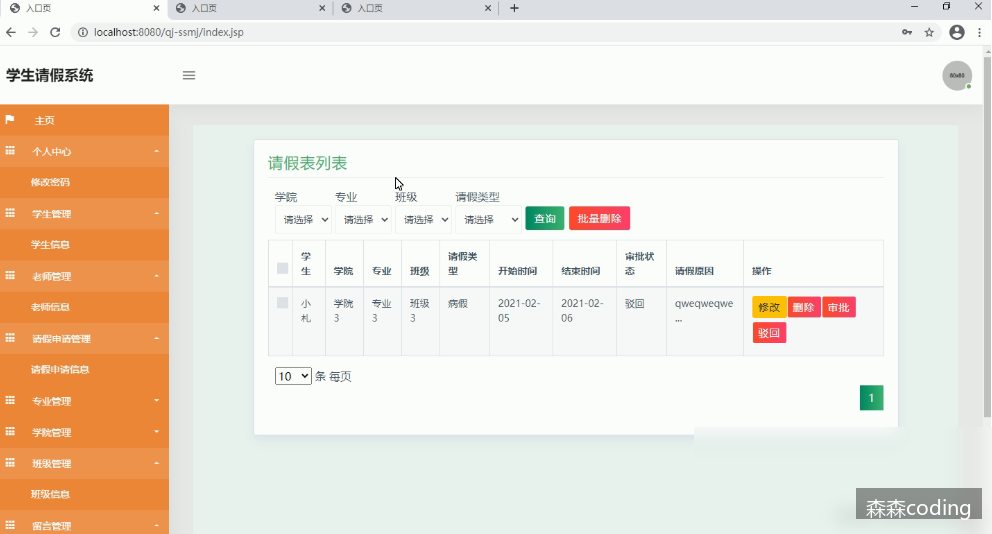 入口页
入口页
入口页
localhost:8080/qj-ssmj/index.jsp
学生请假系统
60x60
主页
个人中心
修改密码
学生管理
学生信息
老师管理
老师信息
请假申请管理
请假申请信息
专业管理
学院管理
班级管理
班级信息
留言管理
请假表列表
学院 专业 班级 请假类型
请选择 请选择 请选择 请选择 查询 批量删除
学生 学院 专业 班级 请假类型 开始时间 结束时间 审批状态 请假原因 操作
小札 学院3 专业3 班级3 病假 2021-02-05 2021-02-06 驳回 qweqweqwe... 修改 删除 审批
驳回
10 条 每页
1
森森coding